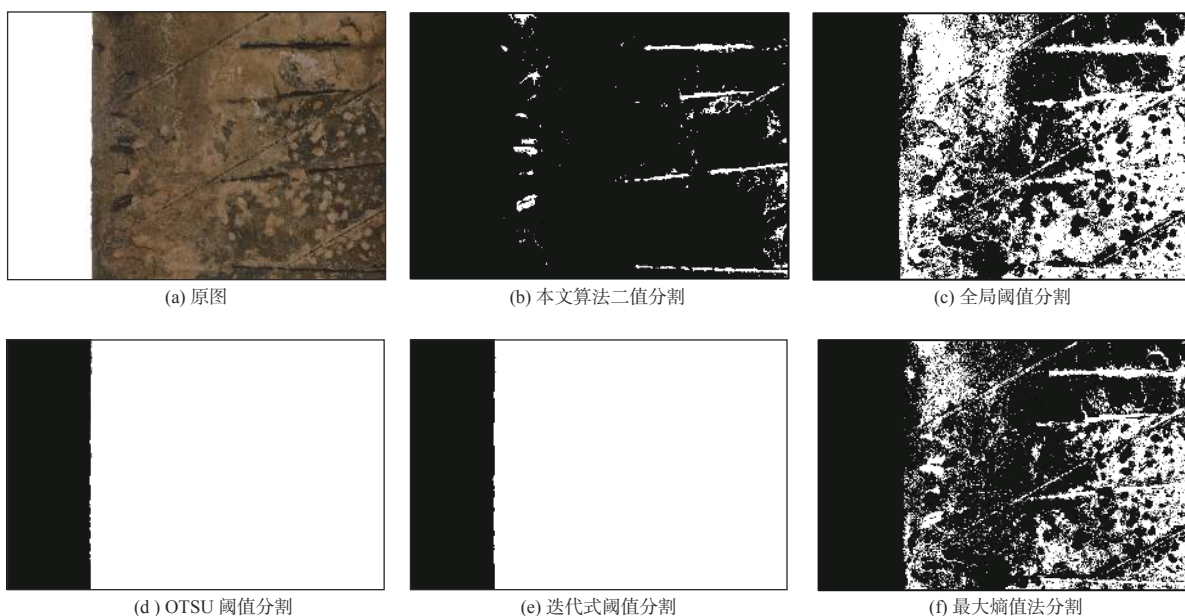 (a) 原图
(b) 本文算法二值分割
(c) 全局阈值分割
(d ) OTSU 阈值分割
(e) 迭代式阈值分割
(f) 最大熵值法分割